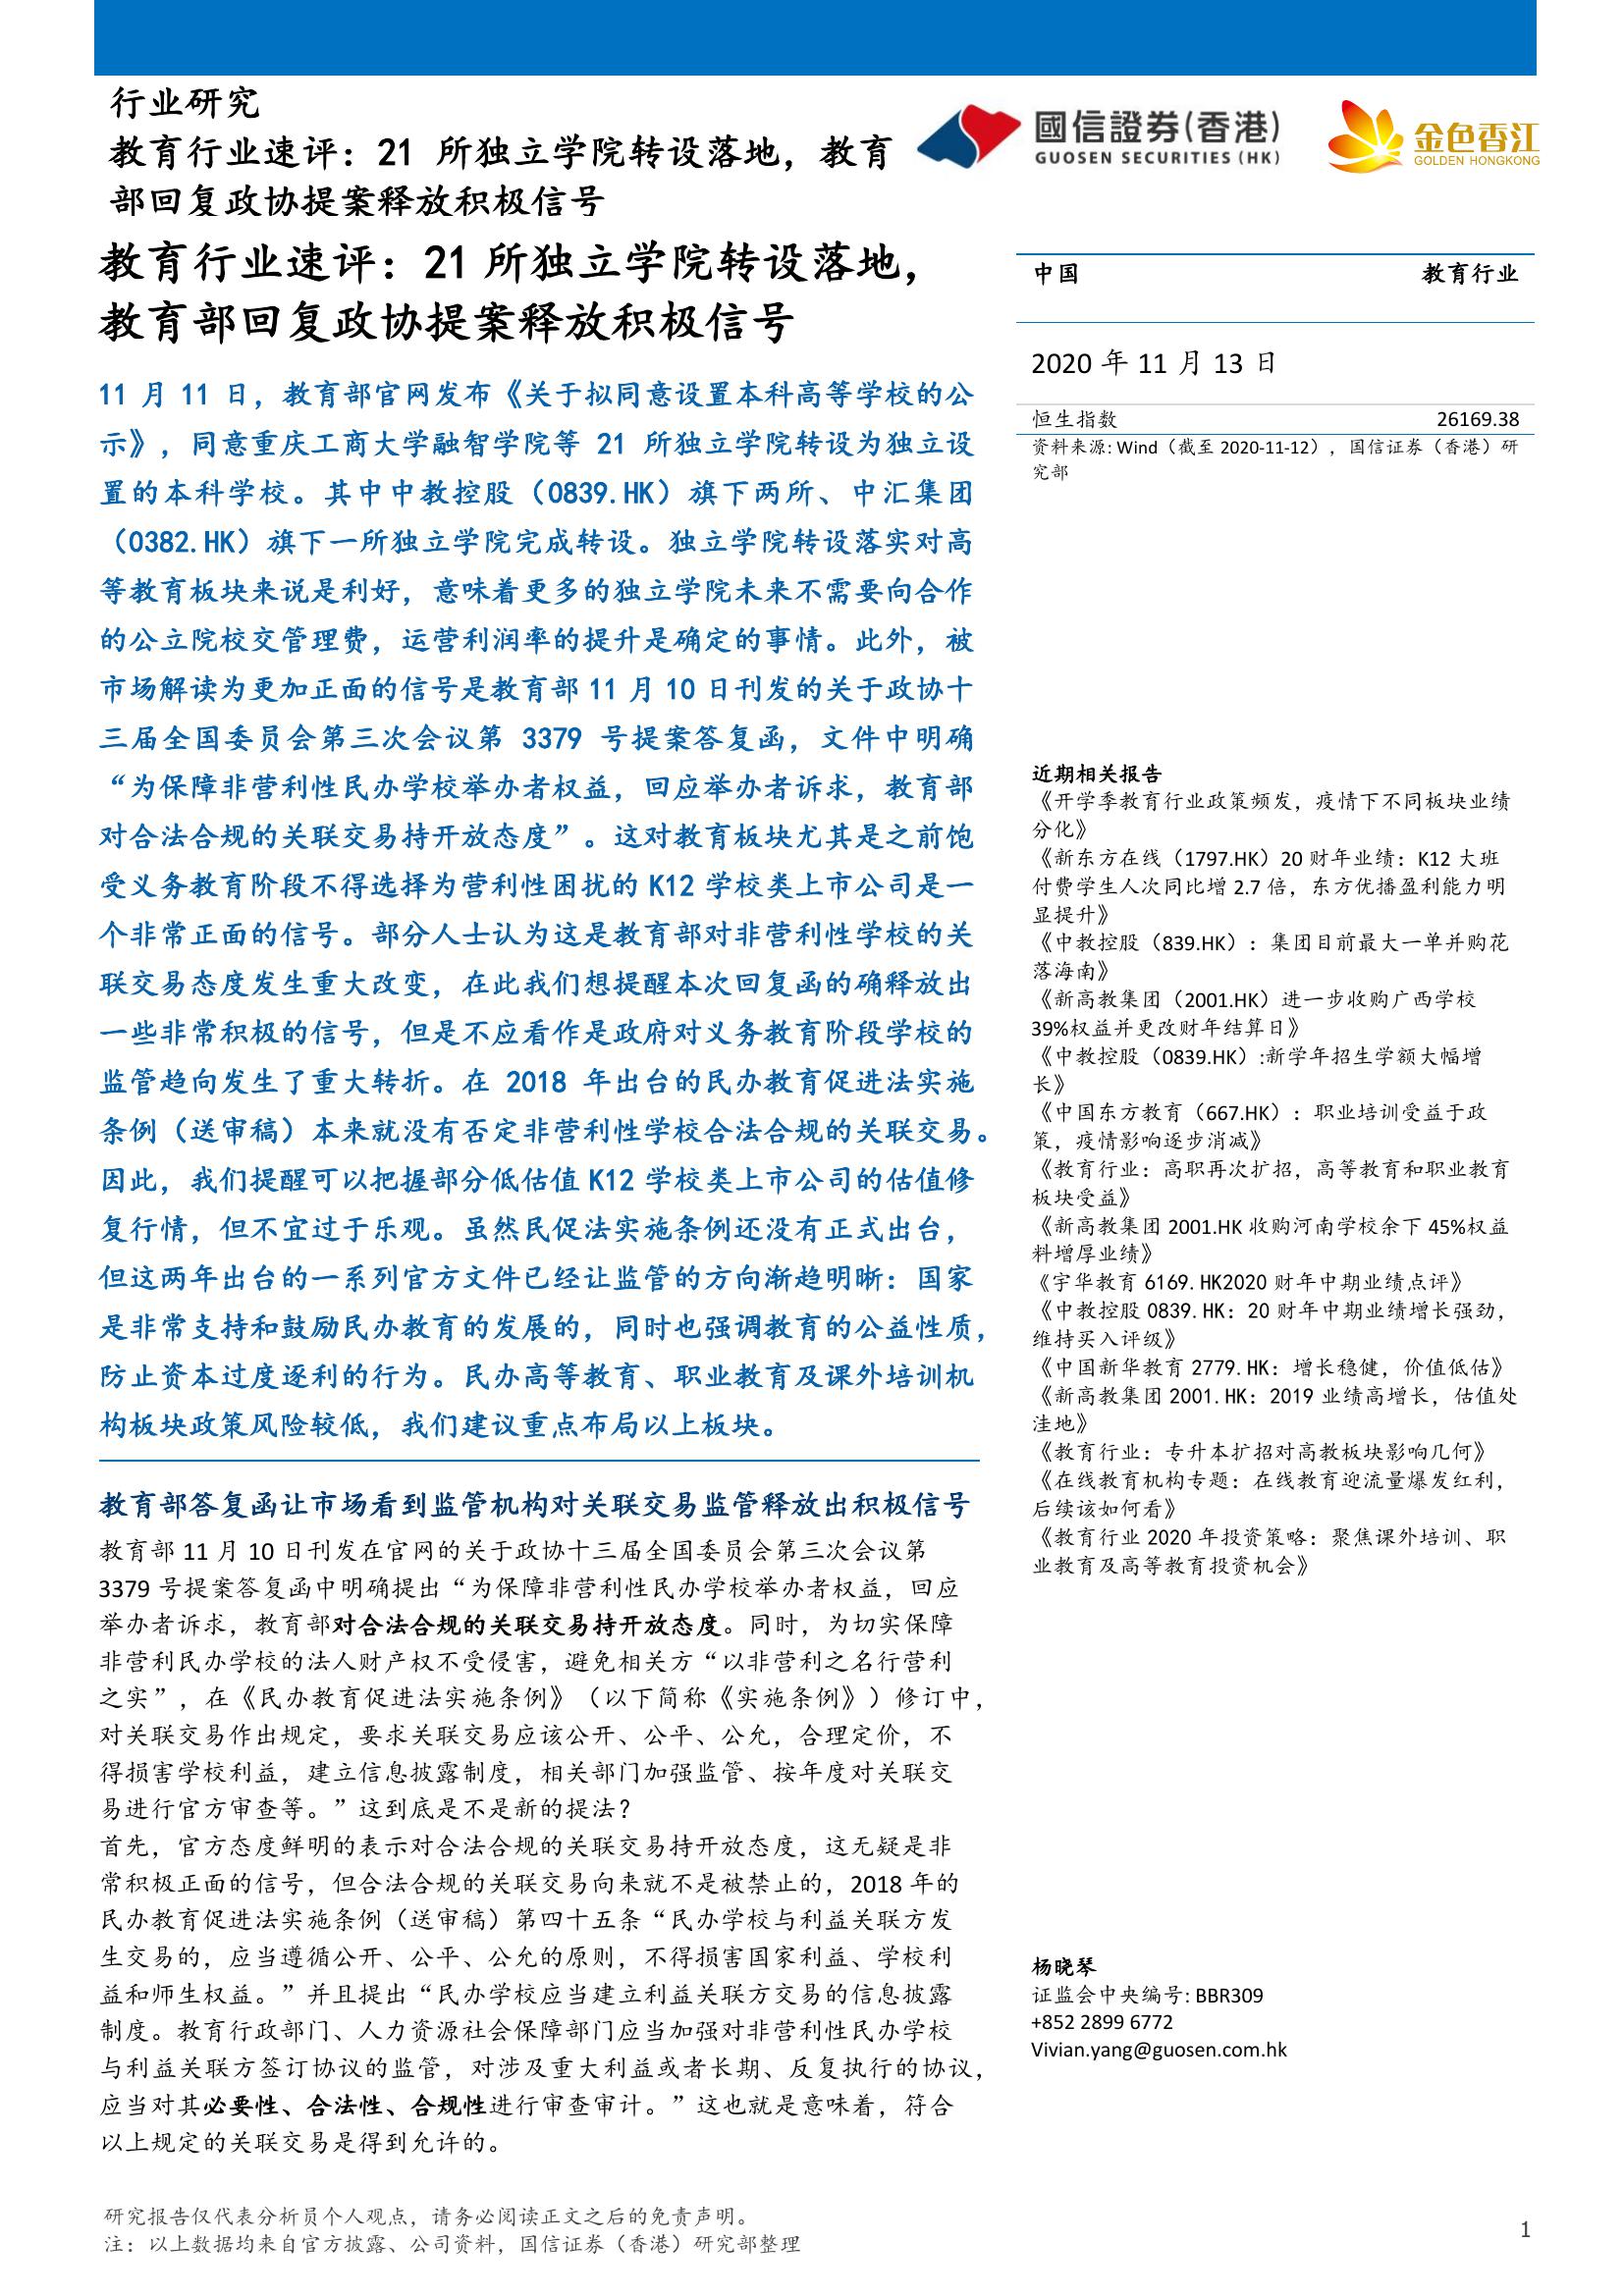 行业研究
教育行业速评：21 所独立学院转设落地，教育
部回复政协提案释放积极信号
國信證券(香港)
GUOSEN SECURITIES (HK)
金色香江
GOLDEN HONGKONG
教育行业速评：21 所独立学院转设落地，
教育部回复政协提案释放积极信号
11 月 11 日，教育部官网发布《关于拟同意设置本科高等学校的公
示》，同意重庆工商大学融智学院等 21 所独立学院转设为独立设
置的本科学校。其中中教控股（0839.HK）旗下两所、中汇集团
（0382.HK）旗下一所独立学院完成转设。独立学院转设落实对高
等教育板块来说是利好，意味着更多的独立学院未来不需要向合作
的公立院校交管理费，运营利润率的提升是确定的事情。此外，被
市场解读为更加正面的信号是教育部 11 月 10 日刊发的关于政协十
三届全国委员会第三次会议第 3379 号提案答复函，文件中明确
“为保障非营利性民办学校举办者权益，回应举办者诉求，教育部
对合法合规的关联交易持开放态度”。这对教育板块尤其是之前饱
受义务教育阶段不得选择为营利性困扰的 K12 学校类上市公司是一
个非常正面的信号。部分人士认为这是教育部对非营利性学校的关
联交易态度发生重大改变，在此我们想提醒本次回复函的确释放出
一些非常积极的信号，但是不应看作是政府对义务教育阶段学校的
监管趋向发生了重大转折。在 2018 年出台的民办教育促进法实施
条例（送审稿）本来就没有否定非营利性学校合法合规的关联交易。
因此，我们提醒可以把握部分低估值 K12 学校类上市公司的估值修
复行情，但不宜过于乐观。虽然民促法实施条例还没有正式出台，
但这两年出台的一系列官方文件已经让监管的方向渐趋明晰：国家
是非常支持和鼓励民办教育的发展的，同时也强调教育的公益性质，
防止资本过度逐利的行为。民办高等教育、职业教育及课外培训机
构板块政策风险较低，我们建议重点布局以上板块。
教育部答复函让市场看到监管机构对关联交易监管释放出积极信号
教育部 11 月 10 日刊发在官网的关于政协十三届全国委员会第三次会议第
3379 号提案答复函中明确提出“为保障非营利性民办学校举办者权益，回应
举办者诉求，教育部对合法合规的关联交易持开放态度。同时，为切实保障
非营利民办学校的法人财产权不受侵害，避免相关方“以非营利之名行营利
之实”，在《民办教育促进法实施条例》（以下简称《实施条例》）修订中，
对关联交易作出规定，要求关联交易应该公开、公平、公允，合理定价，不
得损害学校利益，建立信息披露制度，相关部门加强监管、按年度对关联交
易进行官方审查等。”这到底是不是新的提法？
首先，官方态度鲜明的表示对合法合规的关联交易持开放态度，这无疑是非
常积极正面的信号，但合法合规的关联交易向来就不是被禁止的，2018 年的
民办教育促进法实施条例（送审稿）第四十五条“民办学校与利益关联方发
生交易的，应当遵循公开、公平、公允的原则，不得损害国家利益、学校利
益和师生权益。”并且提出“民办学校应当建立利益关联方交易的信息披露
制度。教育行政部门、人力资源社会保障部门应当加强对非营利性民办学校
与利益关联方签订协议的监管，对涉及重大利益或者长期、反复执行的协议，
应当对其必要性、合法性、合规性进行审查审计。”这也就是意味着，符合
以上规定的关联交易是得到允许的。
中国 教育行业
2020 年 11 月 13 日
恒生指数 26169.38
资料来源: Wind（截至 2020-11-12），国信证券（香港）研
究部
近期相关报告
《开学季教育行业政策频发，疫情下不同板块业绩
分化》
《新东方在线（1797.HK）20 财年业绩：K12 大班
付费学生人次同比增 2.7 倍，东方优播盈利能力明
显提升》
《中教控股（839.HK）：集团目前最大一单并购花
落海南》
《新高教集团（2001.HK）进一步收购广西学校
39%权益并更改财年结算日》
《中教控股（0839.HK）:新学年招生学额大幅增
长》
《中国东方教育（667.HK）：职业培训受益于政
策，疫情影响逐步消减》
《教育行业：高职再次扩招，高等教育和职业教育
板块受益》
《新高教集团 2001.HK 收购河南学校余下 45%权益
料增厚业绩》
《宇华教育 6169.HK2020 财年中期业绩点评》
《中教控股 0839.HK：20 财年中期业绩增长强劲，
维持买入评级》
《中国新华教育 2779.HK：增长稳健，价值低估》
《新高教集团 2001.HK：2019 业绩高增长，估值处
洼地》
《教育行业：专升本扩招对高教板块影响几何》
《在线教育机构专题：在线教育迎流量爆发红利，
后续该如何看》
《教育行业 2020 年投资策略：聚焦课外培训、职
业教育及高等教育投资机会》
杨晓琴
证监会中央编号: BBR309
+852 2899 6772
Vivian.yang@guosen.com.hk
研究报告仅代表分析员个人观点，请务必阅读正文之后的免责声明。
注：以上数据均来自官方披露、公司资料，国信证券（香港）研究部整理
1